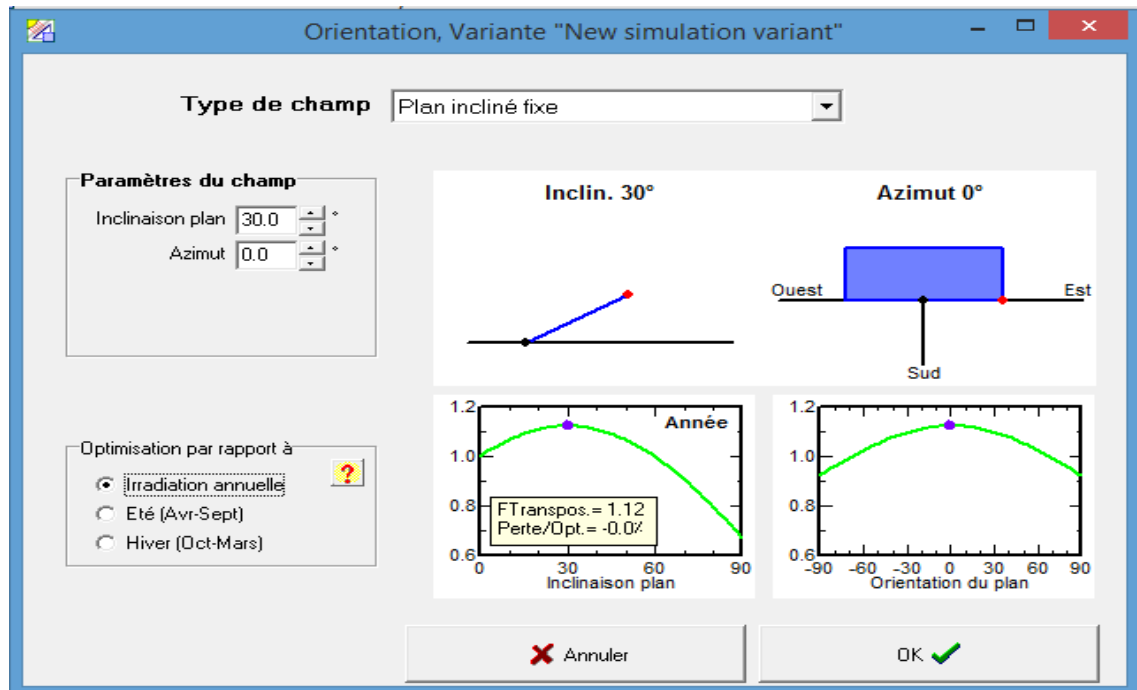 Orientation, Variante "New simulation variant"
Type de champ Plan incliné fixe
Paramètres du champ
Inclinaison plan 30.0 °
Azimut 0.0 °
Inclin. 30°
Azimut 0°
Ouest
Est
Sud
Optimisation par rapport à
?
Irradiation annuelle
Eté (Avr-Sept)
Hiver (Oct-Mars)
Année
1.2
1.0
0.8
0.6
FTranspos.= 1.12
Perte/Opt.= -0.0%
0 30 60 90
Inclinaison plan
1.2
1.0
0.8
0.6
-90 -60 -30 0 30 60 90
Orientation du plan
Annuler
OK